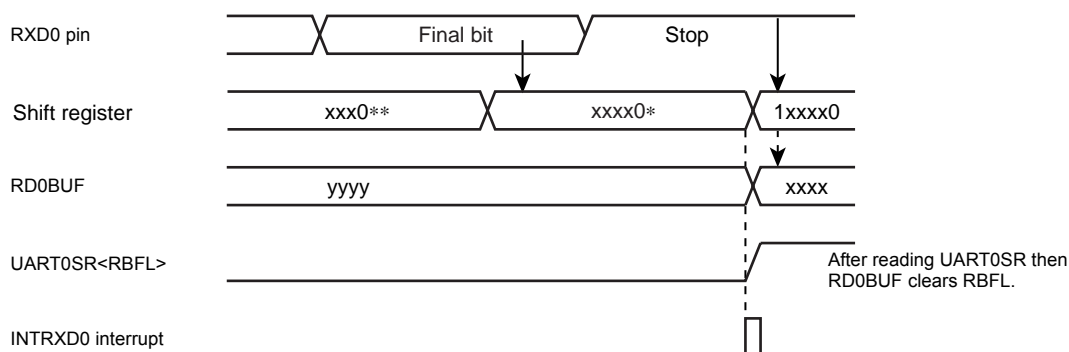 RXD0 pin Final bit Stop
Shift register xxx0** xxxx0* 1xxxx0
RD0BUF yyyy xxxx
UART0SR<RBFL> After reading UART0SR then
RD0BUF clears RBFL.
INTRXD0 interrupt